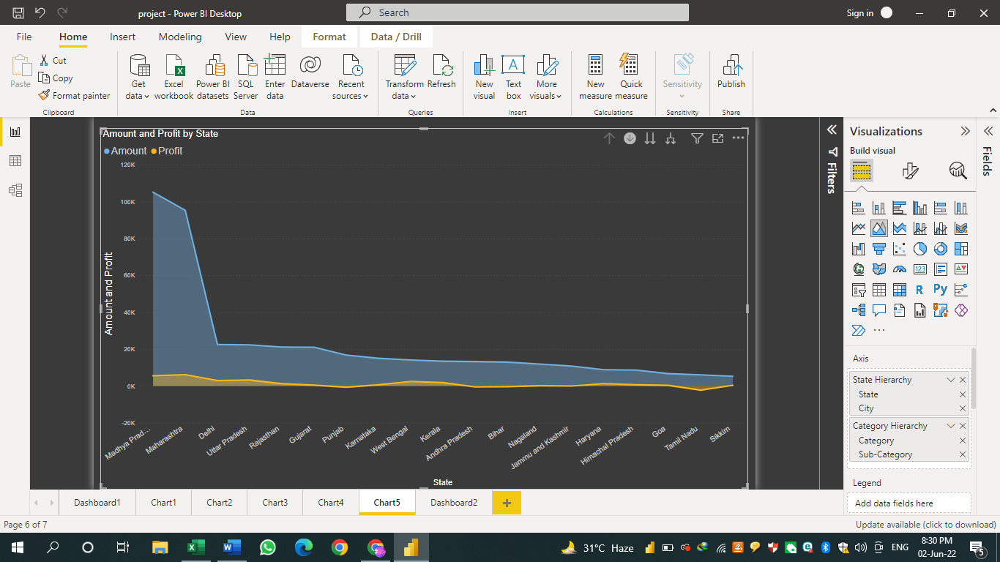 project - Power BI Desktop
Search
Sign in
File Home Insert Modeling View Help Format Data / Drill
Paste
Cut
Copy
Format painter
Clipboard
Get data
Excel workbook
Power BI datasets
SQL Server
Enter data
Dataverse
Recent sources
Data
Transform data
Refresh
Queries
New visual
Text box
More visuals
Insert
New measure
Quick measure
Calculations
Sensitivity
Sensitivity
Publish
Share
Amount and Profit by State
Amount Profit
Amount and Profit
120K
100K
80K
60K
40K
20K
0K
-20K
Madhya Prad...
Maharashtra
Delhi
Uttar Pradesh
Rajasthan
Gujarat
Punjab
Karnataka
West Bengal
Kerala
Andhra Pradesh
Bihar
Nagaland
Jammu and Kashmir
Haryana
Himachal Pradesh
Goa
Tamil Nadu
Sikkim
State
Filters
Visualizations
Build visual
123
R
Py
Axis
State Hierarchy
State
City
Category Hierarchy
Category
Sub-Category
Legend
Add data fields here
Fields
Dashboard1 Chart1 Chart2 Chart3 Chart4 Chart5 Dashboard2
Page 6 of 7
Update available (click to download)
31°C Haze
ENG
8:30 PM
02-Jun-22
5